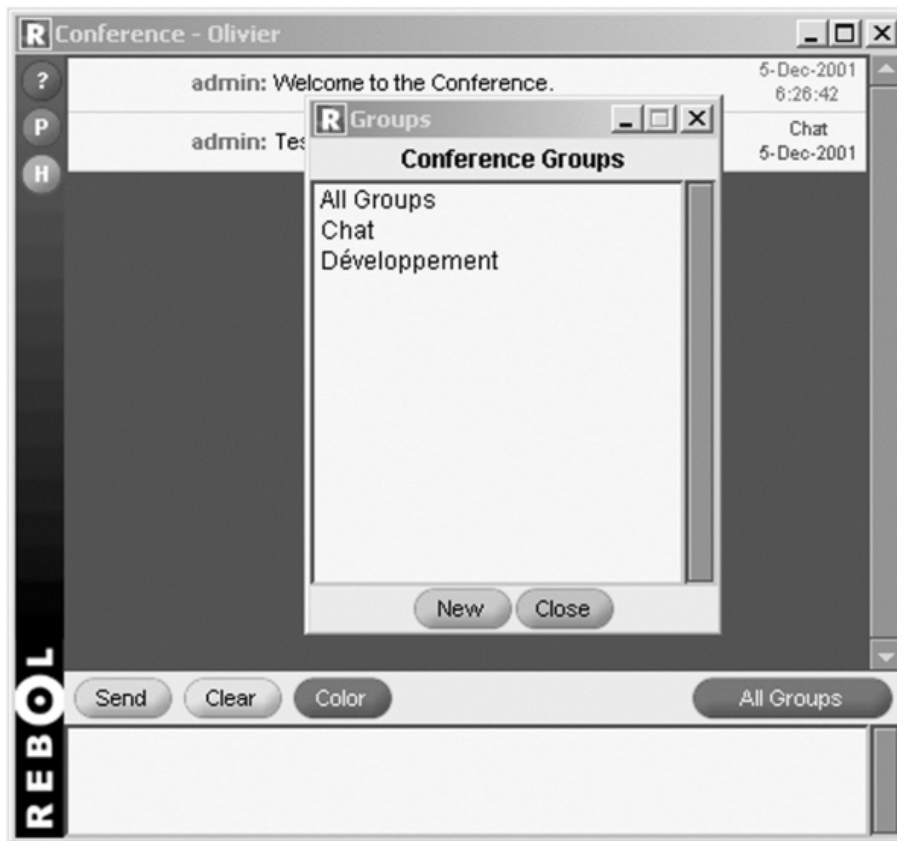 R Conference - Olivier
?
P
H
admin: Welcome to the Conference.
5-Dec-2001
6:26:42
admin: Tes
Chat
5-Dec-2001
R Groups
Conference Groups
All Groups
Chat
Développement
New
Close
Send
Clear
Color
All Groups
REBOL